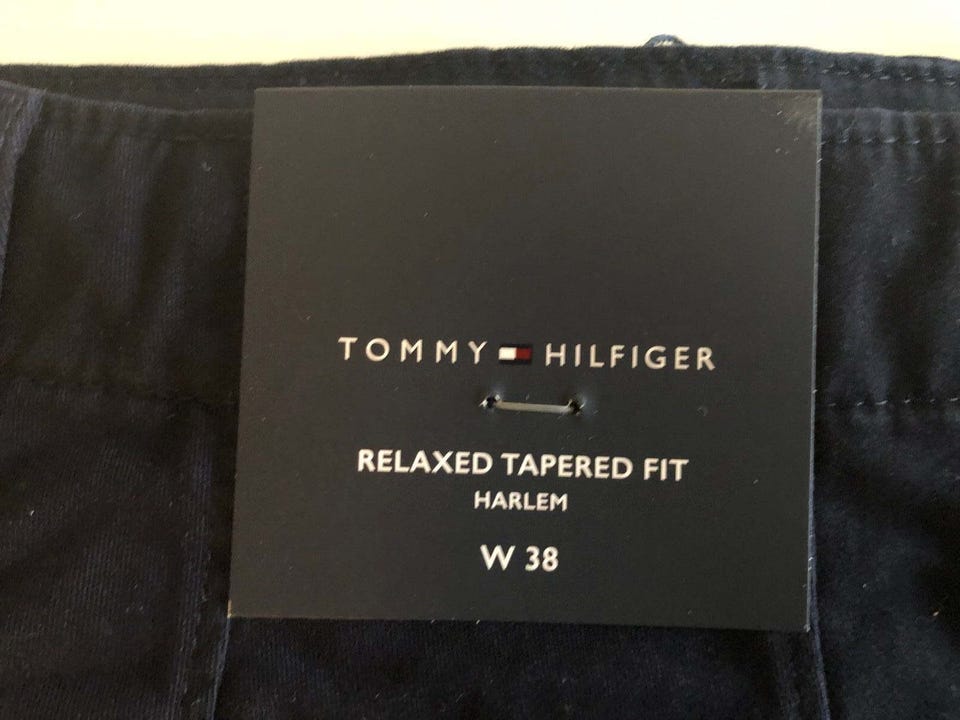 TOMMY HILFIGER
RELAXED TAPERED FIT
HARLEM
W 38